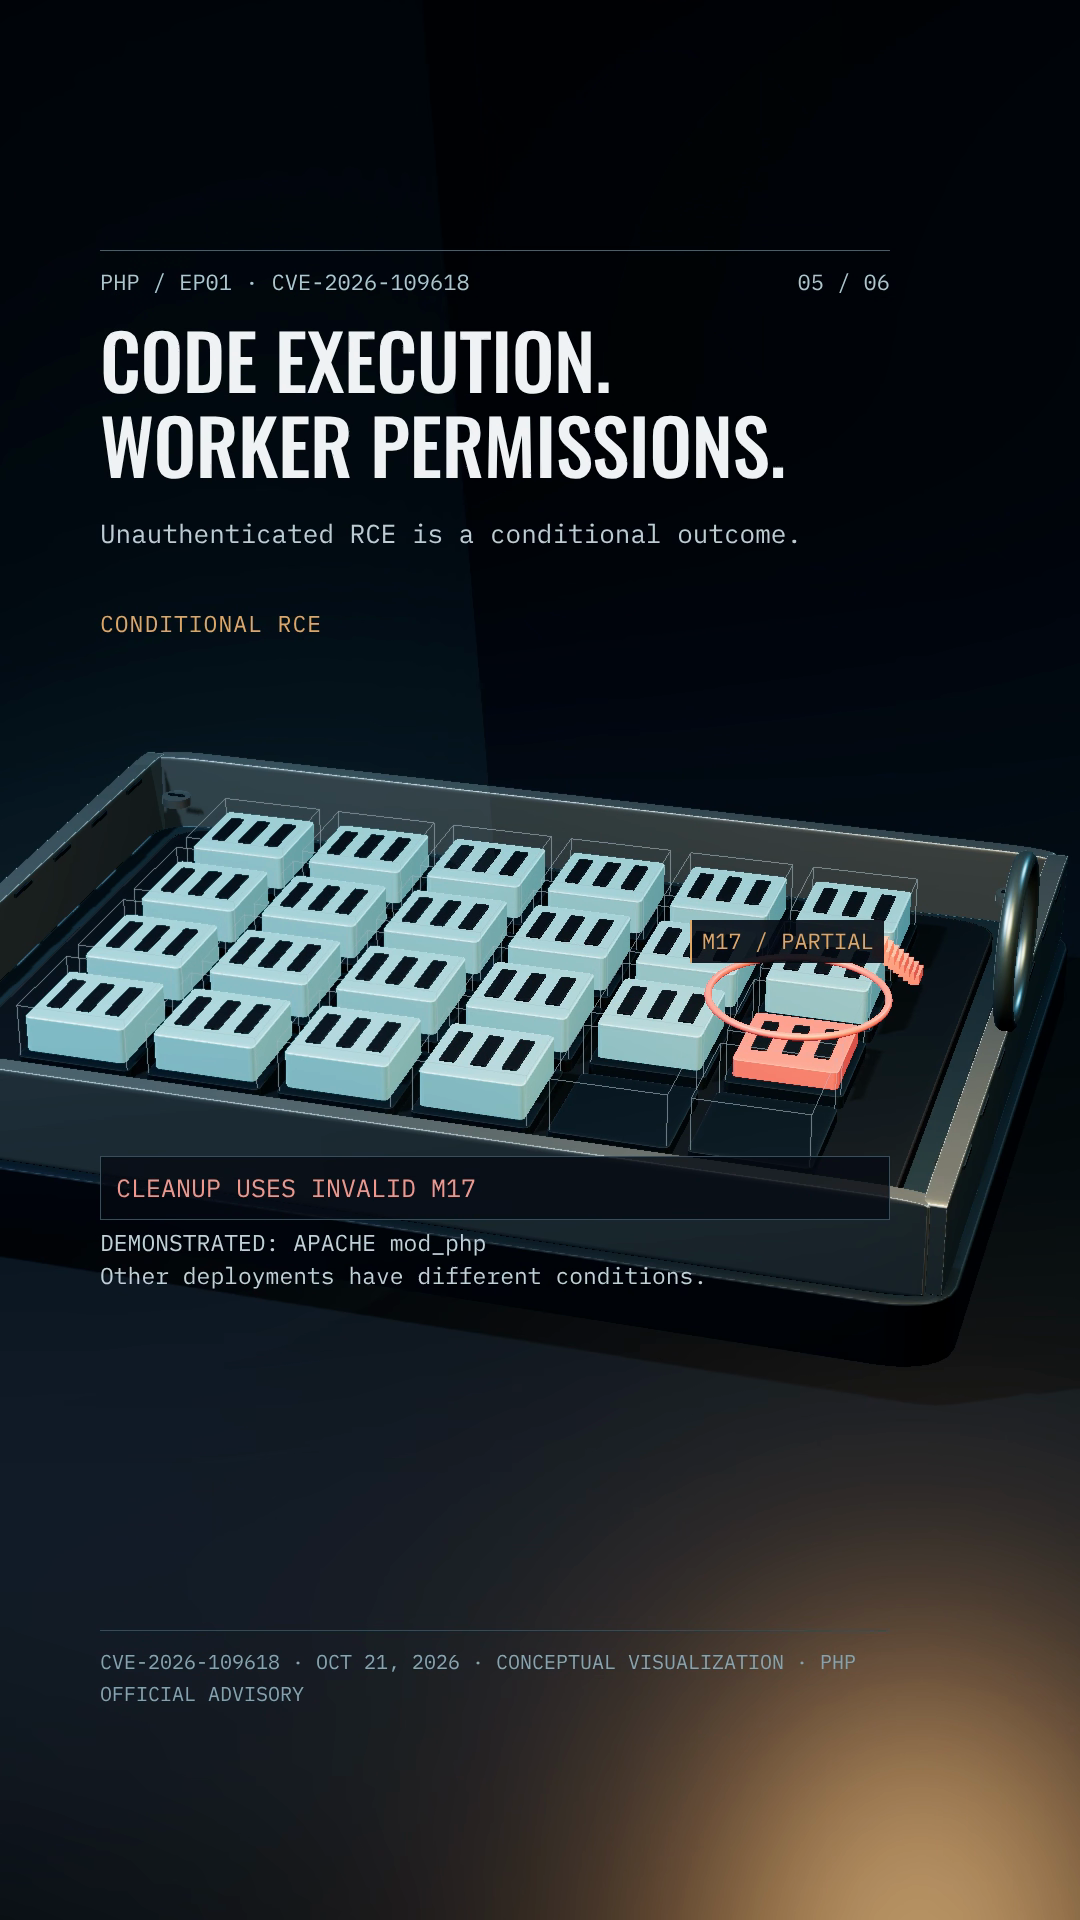 PHP / EP01 · CVE-2026-109618
05 / 06
CODE EXECUTION.
WORKER PERMISSIONS.
Unauthenticated RCE is a conditional outcome.
CONDITIONAL RCE
M17 / PARTIAL
CLEANUP USES INVALID M17
DEMONSTRATED: APACHE mod_php
Other deployments have different conditions.
CVE-2026-109618 · OCT 21, 2026 · CONCEPTUAL VISUALIZATION · PHP
OFFICIAL ADVISORY